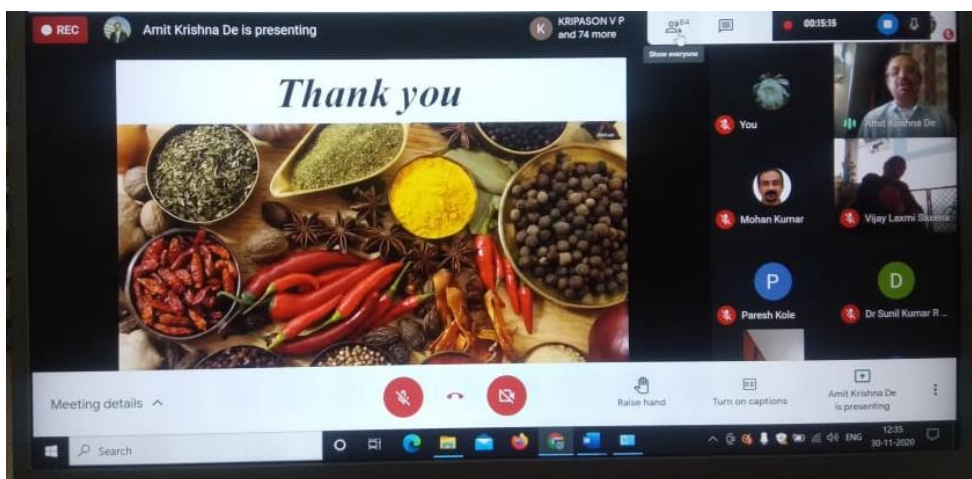 REC
Amit Krishna De is presenting
K
KRIPASON V P
and 74 more
84
00:15:15
Show everyone
Thank you
You
Amit Krishna De
Mohan Kumar
Vijay Laxmi Saxena
P
D
Paresh Kole
Dr Sunil Kumar R ...
Meeting details
Raise hand
CC
Turn on captions
Amit Krishna De
is presenting
Search
ENG
12:35
30-11-2020